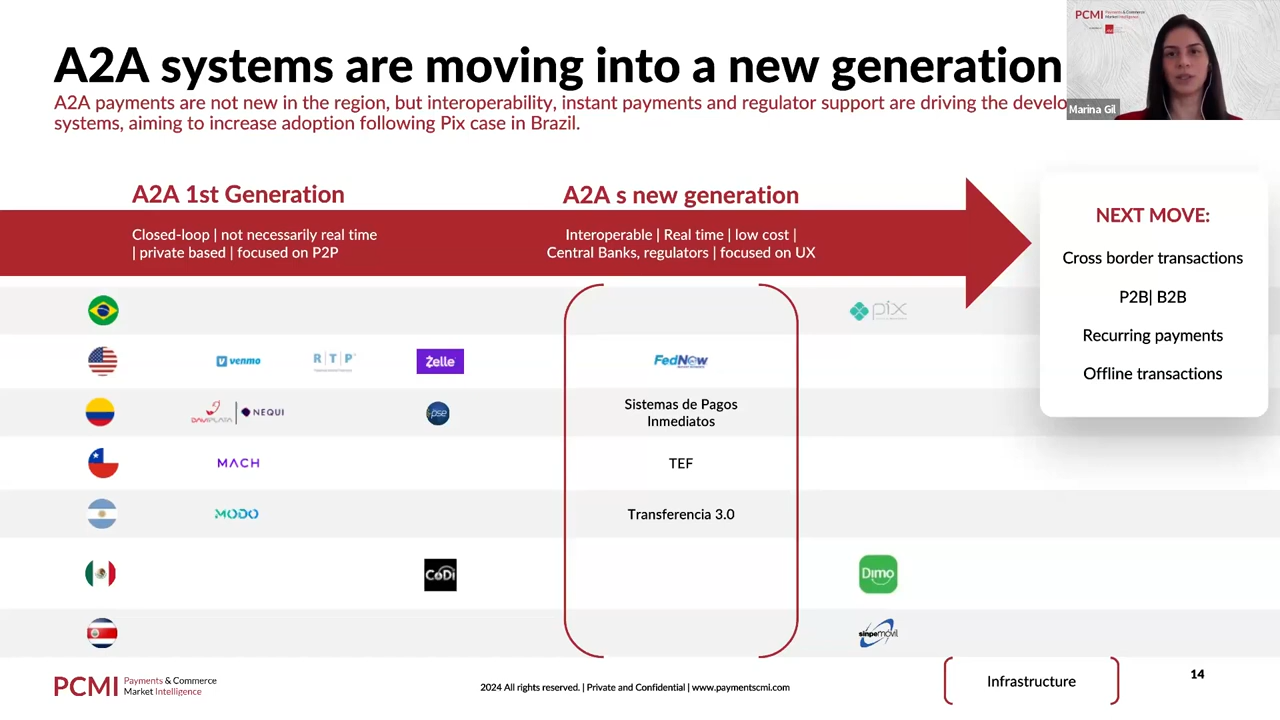 A2A systems are moving into a new generation
A2A payments are not new in the region, but interoperability, instant payments and regulator support are driving the develo
systems, aiming to increase adoption following Pix case in Brazil.
PCMI Payments & Commerce
Market Intelligence
Marina Gil
A2A 1st Generation
A2A s new generation
Closed-loop | not necessarily real time
| private based | focused on P2P
Interoperable | Real time | low cost |
Central Banks, regulators | focused on UX
NEXT MOVE:
Cross border transactions
P2B| B2B
Recurring payments
Offline transactions
pix
venmo
RTP
Zelle
FedNow
DAVIPLATA
NEQUI
pse
Sistemas de Pagos
Inmediatos
MACH
TEF
MODO
Transferencia 3.0
CoDi
Dimo
sinpemóvil
PCMI Payments & Commerce
Market Intelligence
2024 All rights reserved. | Private and Confidential | www.paymentscmi.com
Infrastructure
14